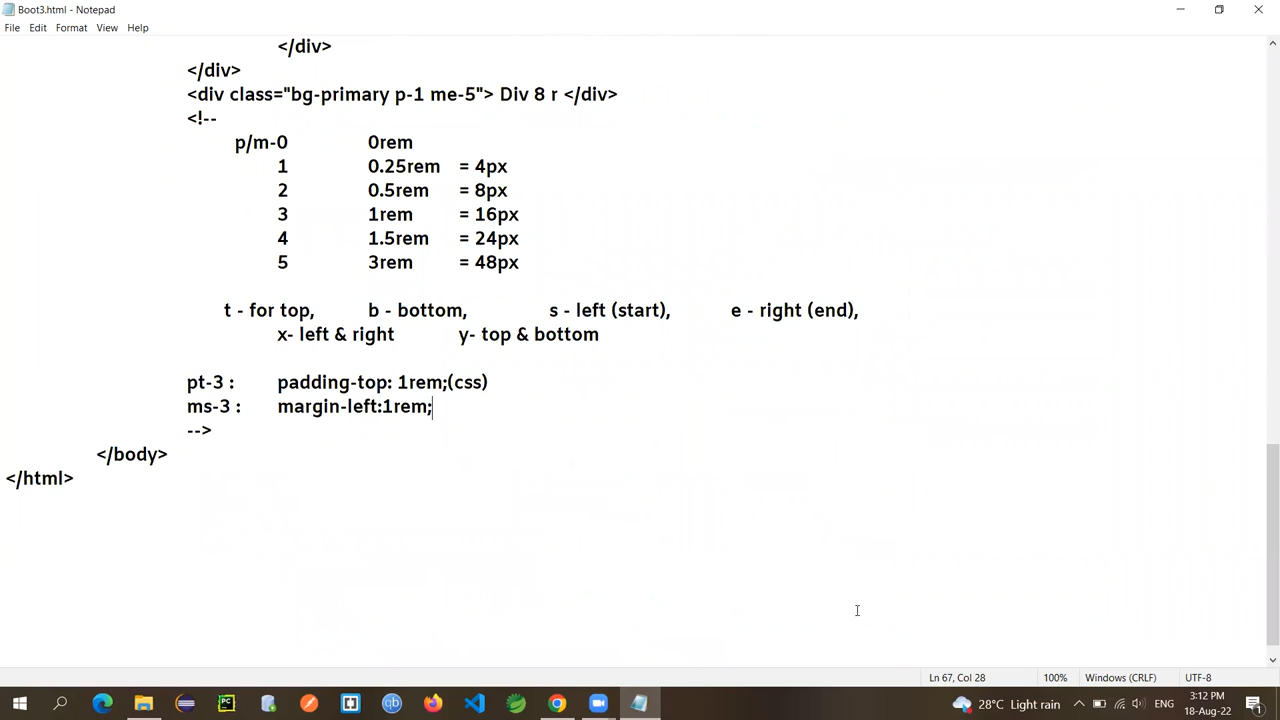 Boot3.html - Notepad
File Edit Format View Help
</div>
</div>
<div class="bg-primary p-1 me-5"> Div 8 r </div>
<!--
p/m-0 0rem
1 0.25rem = 4px
2 0.5rem = 8px
3 1rem = 16px
4 1.5rem = 24px
5 3rem = 48px
t - for top, b - bottom, s - left (start), e - right (end),
x- left & right y- top & bottom
pt-3 : padding-top: 1rem;(css)
ms-3 : margin-left:1rem;
-->
</body>
</html>
Ln 67, Col 28 100% Windows (CRLF) UTF-8
PC qb 28°C Light rain ENG 3:12 PM
18-Aug-22 1